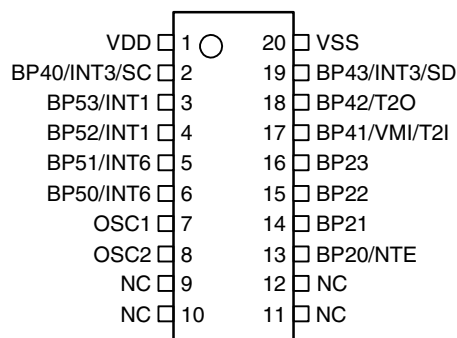 VDD 1 20 VSS
BP40/INT3/SC 2 19 BP43/INT3/SD
BP53/INT1 3 18 BP42/T2O
BP52/INT1 4 17 BP41/VMI/T2I
BP51/INT6 5 16 BP23
BP50/INT6 6 15 BP22
OSC1 7 14 BP21
OSC2 8 13 BP20/NTE
NC 9 12 NC
NC 10 11 NC